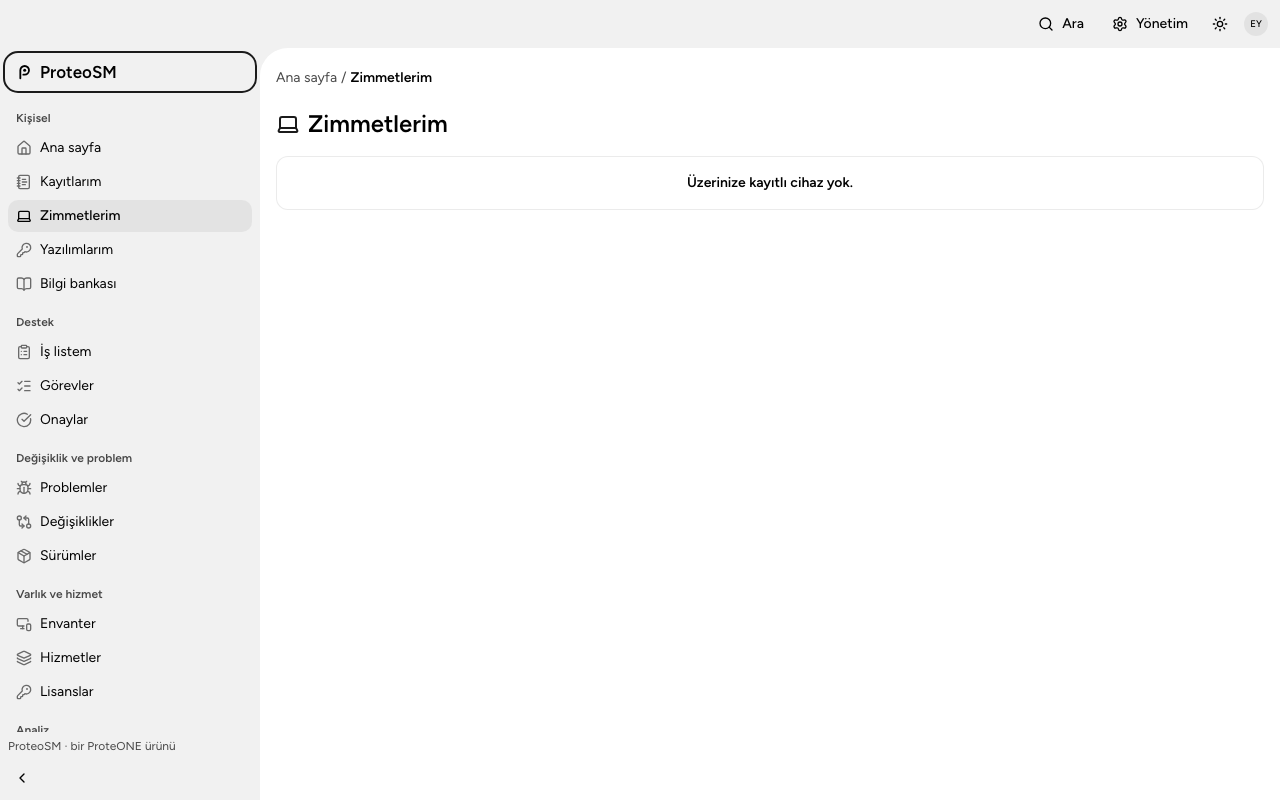 Ara
Yönetim
EY
ProteoSM
Kişisel
Ana sayfa
Kayıtlarım
Zimmetlerim
Yazılımlarım
Bilgi bankası
Destek
İş listem
Görevler
Onaylar
Değişiklik ve problem
Problemler
Değişiklikler
Sürümler
Varlık ve hizmet
Envanter
Hizmetler
Lisanslar
Analiz
ProteoSM · bir ProteONE ürünü
Ana sayfa / Zimmetlerim
Zimmetlerim
Üzerinize kayıtlı cihaz yok.